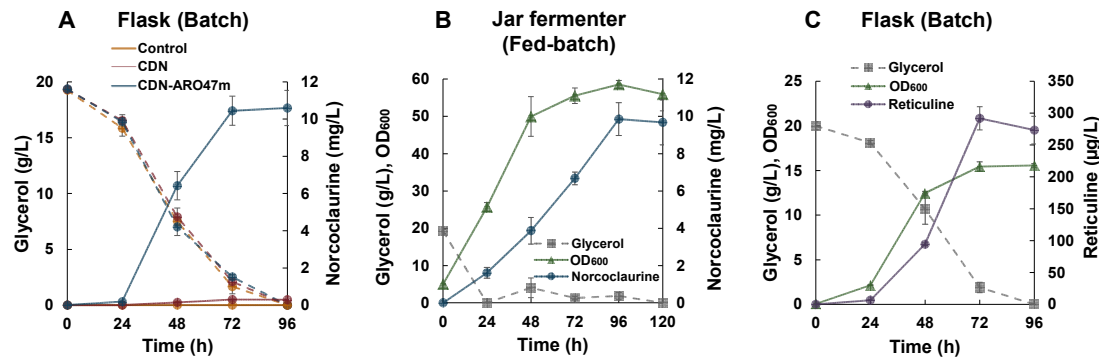 A Flask (Batch)
Control
CDN
CDN-ARO47m
Glycerol (g/L)
20
15
10
5
0
Norcoclaurine (mg/L)
12
10
8
6
4
2
0
0 24 48 72 96
Time (h)
B Jar fermenter
(Fed-batch)
Glycerol (g/L), OD600
60
50
40
30
20
10
0
Norcoclaurine (mg/L)
12
10
8
6
4
2
0
Glycerol
OD600
Norcoclaurine
0 24 48 72 96 120
Time (h)
C Flask (Batch)
Glycerol
OD600
Reticuline
Glycerol (g/L), OD600
25
20
15
10
5
0
Reticuline (µg/L)
350
300
250
200
150
100
50
0
0 24 48 72 96
Time (h)